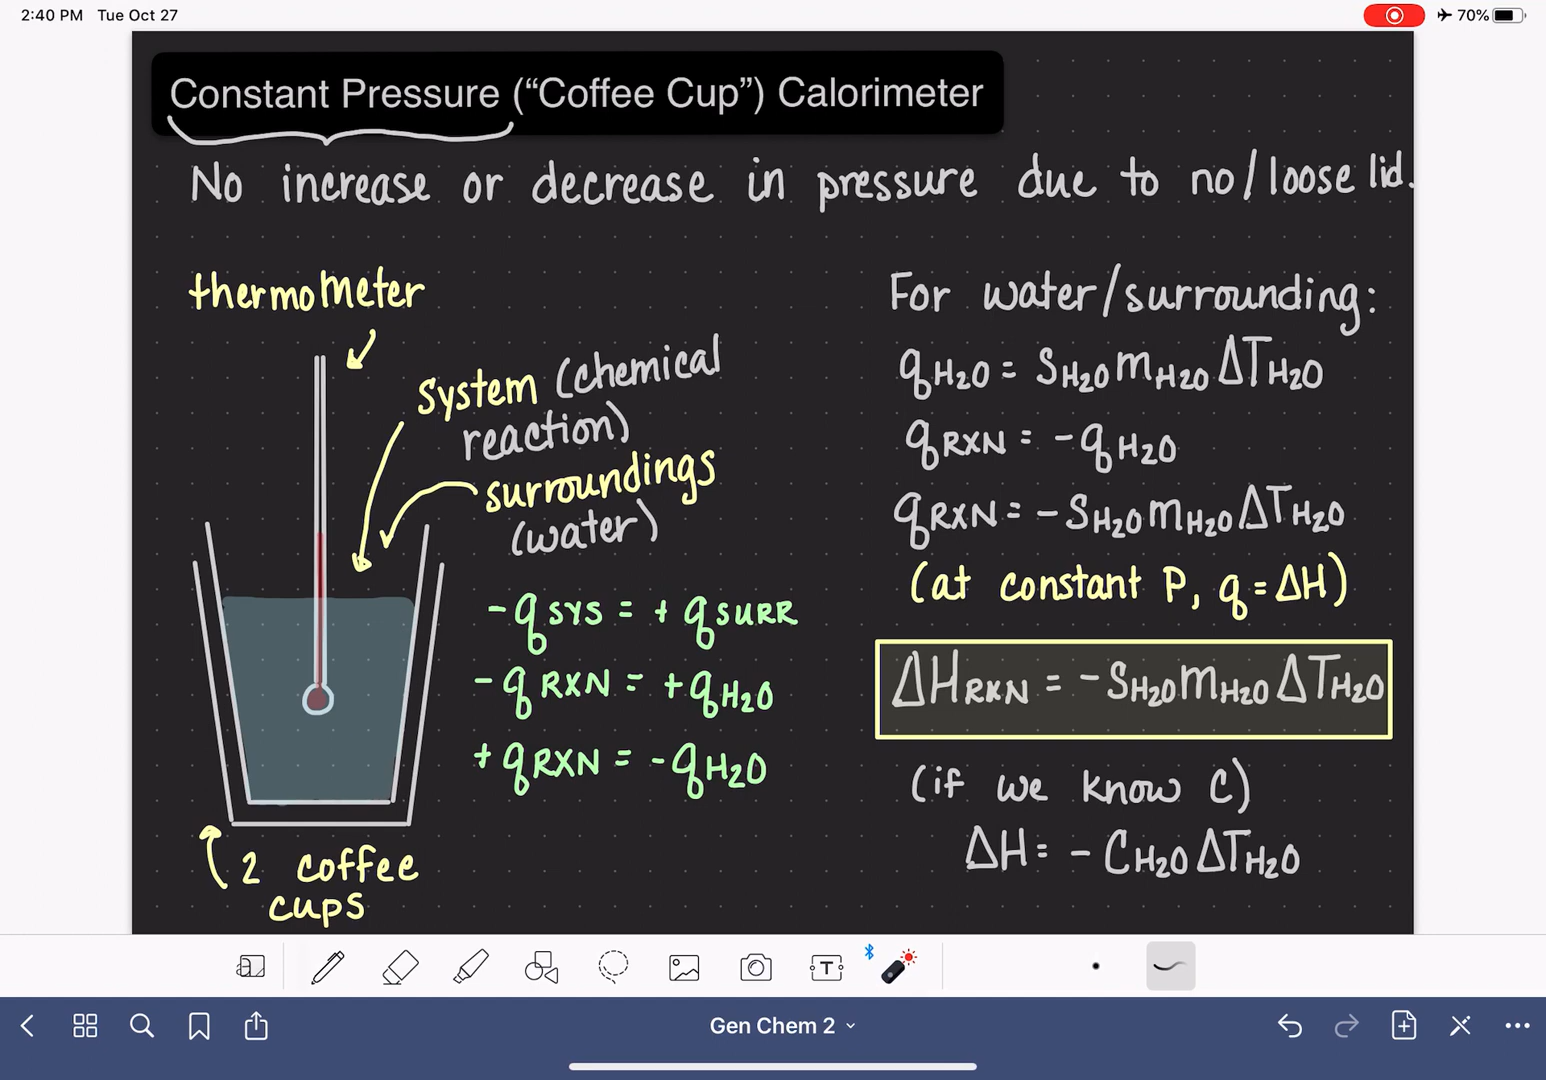 2:40 PM Tue Oct 27
70%
Constant Pressure (“Coffee Cup”) Calorimeter
No increase or decrease in pressure due to no/loose lid.
thermometer
system (chemical
reaction)
surroundings
(water)
-qSYS = +qSURR
-qRXN = +qH₂O
+qRXN = -qH₂O
2 coffee
cups
For water/surrounding:
qH₂O = SH₂O mH₂O ΔTH₂O
qRXN = -qH₂O
qRXN = -SH₂O mH₂O ΔTH₂O
(at constant P, q = ΔH)
ΔHRXN = -SH₂O mH₂O ΔTH₂O
(if we know C)
ΔH = -CH₂O ΔTH₂O
T
Gen Chem 2